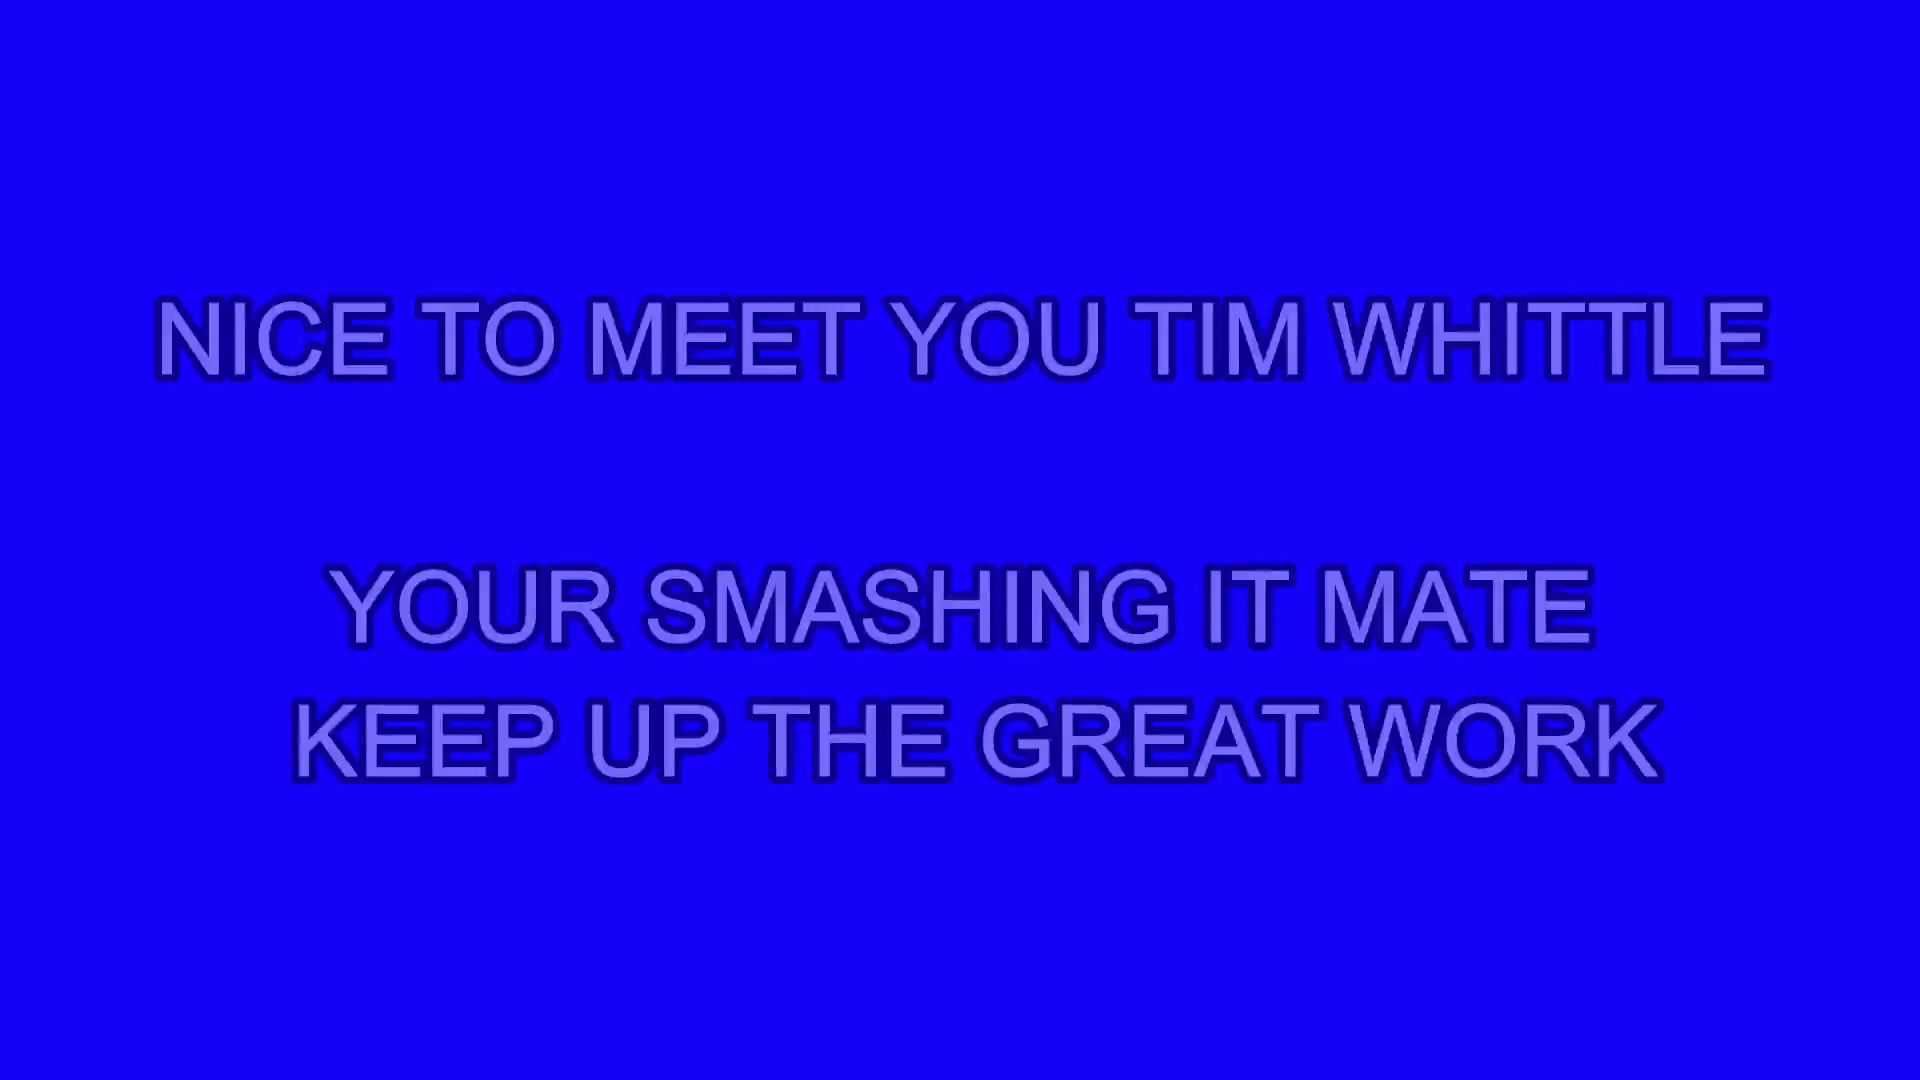 NICE TO MEET YOU TIM WHITTLE
YOUR SMASHING IT MATE
KEEP UP THE GREAT WORK